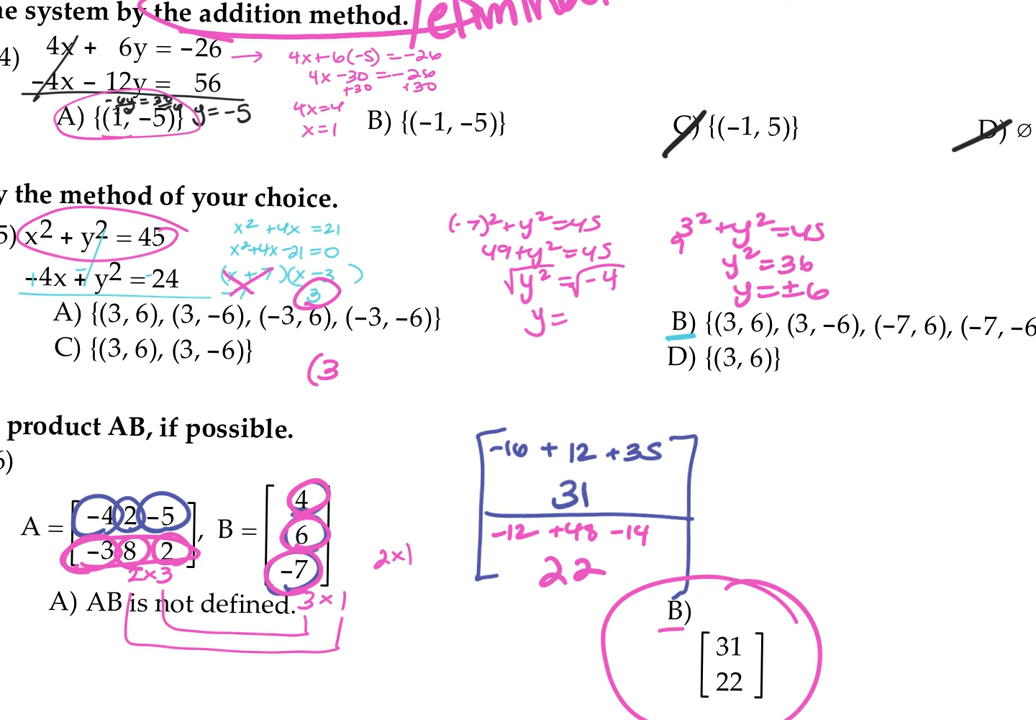 e system by the addition method. /elimin
4) 4x + 6y = −26 → 4x+6(-5) = -26
−4x − 12y = 56 4x -30 = -26
+30 +30
A) {(1, −5)} y = -5 4x=4
x=1
B) {(−1, −5)} C) {(−1, 5)} D) ∅
y the method of your choice.
5) x² + y² = 45 x² + 4x = 21 (-7)² + y² = 45 3² + y² = 45
−4x + y² = 24 x²+4x-21=0 49+y²=45 y² = 36
(x+7)(x-3) √y² = √-4 y = ±6
-7 3 y =
A) {(3, 6), (3, −6), (−3, 6), (−3, −6)} B) {(3, 6), (3, −6), (−7, 6), (−7, −6
C) {(3, 6), (3, −6)} (3 D) {(3, 6)}
product AB, if possible.
-16 + 12 + 35
31
A = [ −4 2 −5 −3 8 2 ], B = [ 4 6 −7 ]
-12 +48 -14
22
2x3 2x1
A) AB is not defined. 3x1
B)
31
22